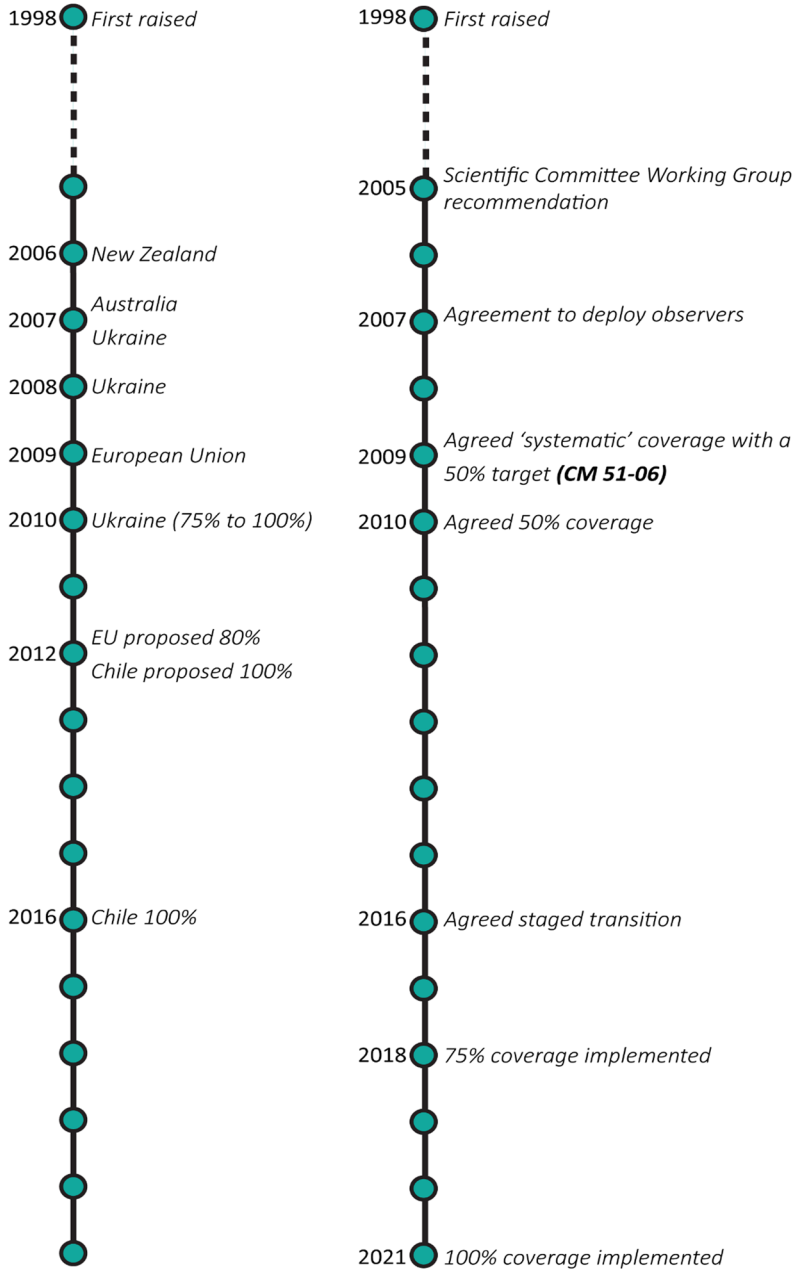 1998 First raised
2006 New Zealand
Australia
2007
Ukraine
2008 Ukraine
2009 European Union
2010 Ukraine (75% to 100%)
EU proposed 80%
2012
Chile proposed 100%
2016 Chile 100%
1998 First raised
Scientific Committee Working Group
2005
recommendation
2007 Agreement to deploy observers
Agreed ‘systematic’ coverage with a
2009
50% target (CM 51-06)
2010 Agreed 50% coverage
2016 Agreed staged transition
2018 75% coverage implemented
2021 100% coverage implemented